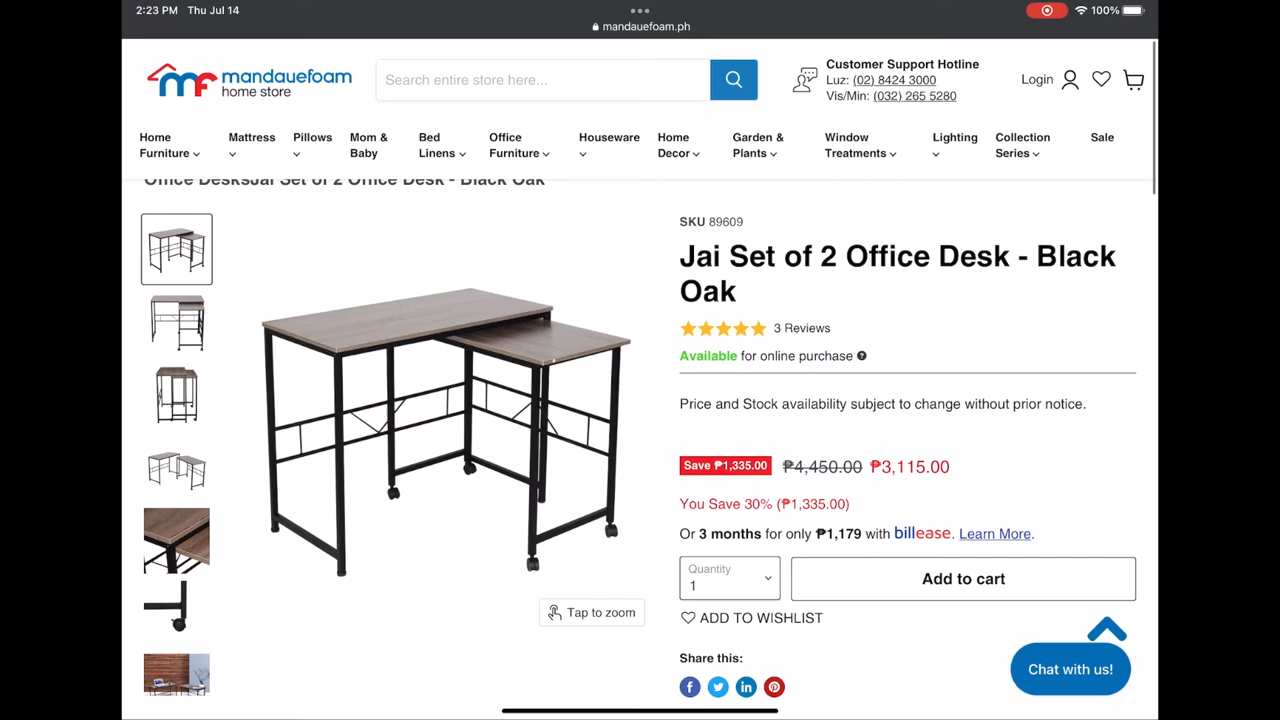 2:23 PM Thu Jul 14
100%
mandauefoam.ph
mf mandauefoam
home store
Search entire store here...
Customer Support Hotline
Luz: (02) 8424 3000
Vis/Min: (032) 265 5280
Login
Home Furniture
Mattress
Pillows
Mom & Baby
Bed Linens
Office Furniture
Houseware
Home Decor
Garden & Plants
Window Treatments
Lighting
Collection Series
Sale
Office DesksJai Set of 2 Office Desk - Black Oak
SKU 89609
Jai Set of 2 Office Desk - Black
Oak
3 Reviews
Available for online purchase ?
Price and Stock availability subject to change without prior notice.
Save ₱1,335.00 ₱4,450.00 ₱3,115.00
You Save 30% (₱1,335.00)
Or 3 months for only ₱1,179 with billease. Learn More.
Quantity
1
Add to cart
Tap to zoom
ADD TO WISHLIST
Share this:
Chat with us!